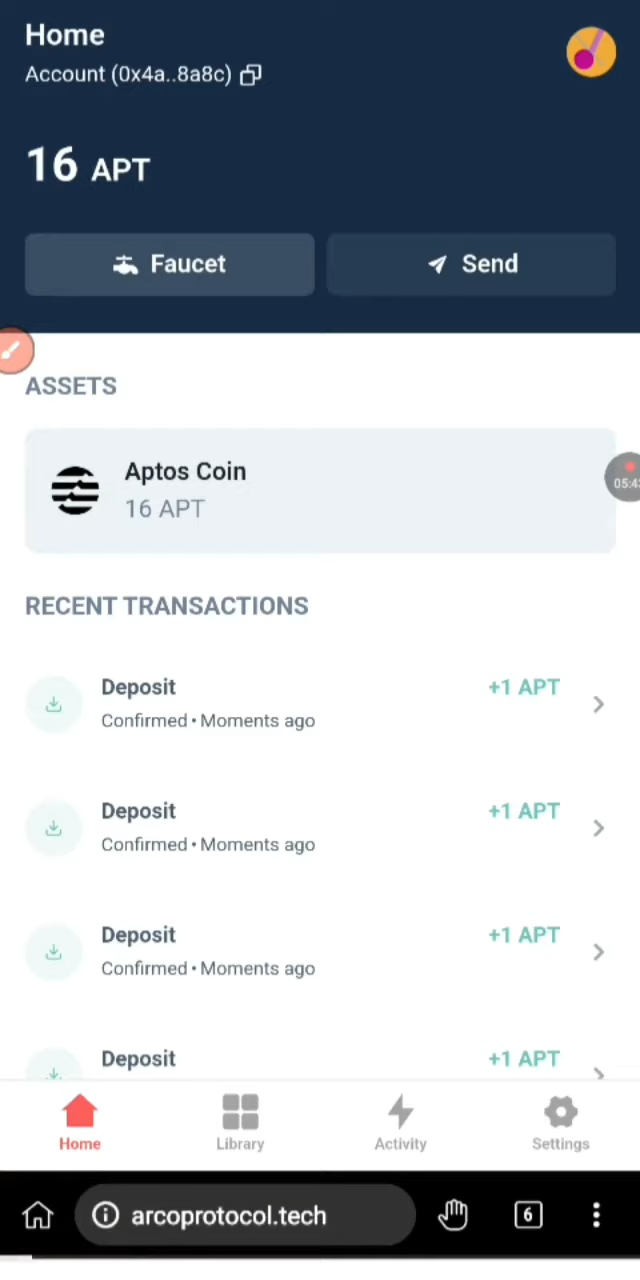 Home
Account (0x4a..8a8c)
16 APT
Faucet
Send
ASSETS
Aptos Coin
16 APT
RECENT TRANSACTIONS
Deposit
+1 APT
Confirmed • Moments ago
Deposit
+1 APT
Confirmed • Moments ago
Deposit
+1 APT
Confirmed • Moments ago
Deposit
+1 APT
Home
Library
Activity
Settings
arcoprotocol.tech
6